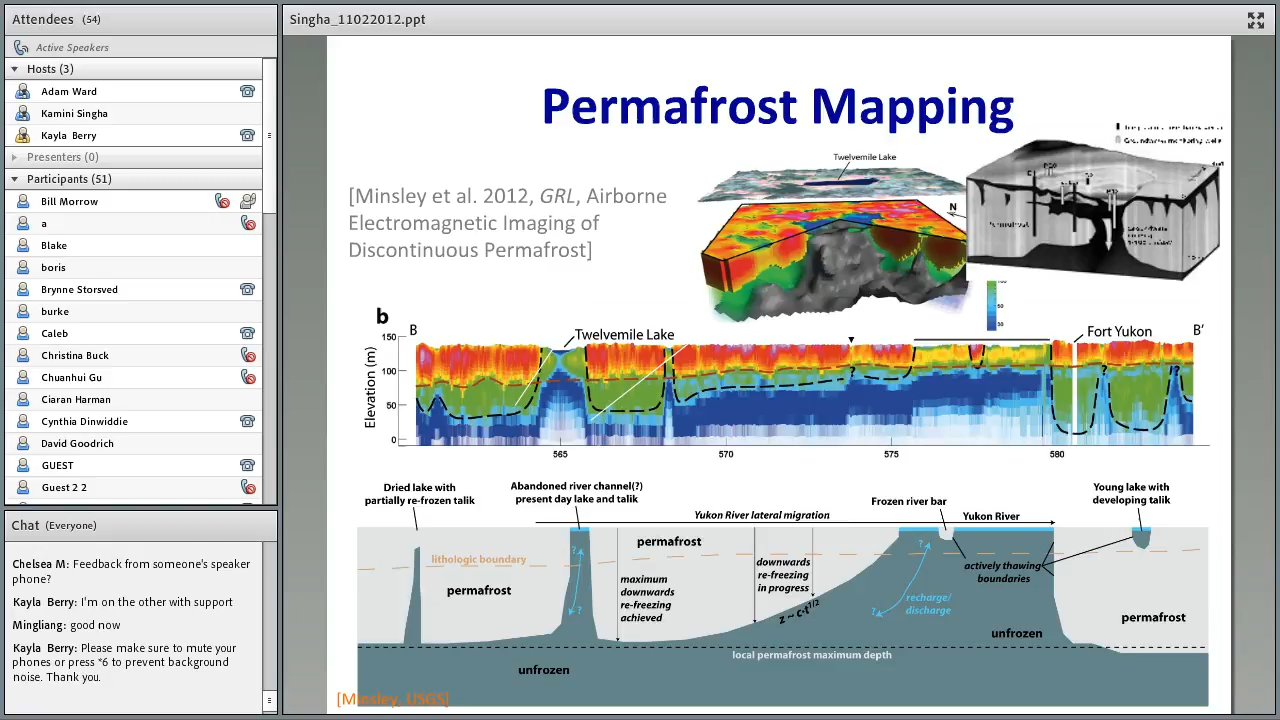 Attendees (54)
Active Speakers
Hosts (3)
Adam Ward
Kamini Singha
Kayla Berry
Presenters (0)
Participants (51)
Bill Morrow
a
Blake
boris
Brynne Storsved
burke
Caleb
Christina Buck
Chuanhui Gu
Ciaran Harman
Cynthia Dinwiddie
David Goodrich
GUEST
Guest 2 2
Chat (Everyone)
Chelsea M: Feedback from someone's speaker
phone?
Kayla Berry: I'm on the other with support
Mingliang: good now
Kayla Berry: Please make sure to mute your
phone, press *6 to prevent background
noise. Thank you.
Singha_11022012.ppt
Permafrost Mapping
[Minsley et al. 2012, GRL, Airborne
Electromagnetic Imaging of
Discontinuous Permafrost]
Twelvemile Lake
N
Permafrost
b
B
Twelvemile Lake
Fort Yukon
B'
Elevation (m)
150
100
50
0
?
?
?
565
570
575
580
Dried lake with
partially re-frozen talik
Abandoned river channel(?)
present day lake and talik
Yukon River lateral migration
Frozen river bar
Yukon River
Young lake with
developing talik
lithologic boundary
permafrost
permafrost
?
?
maximum
downwards
re-freezing
achieved
downwards
re-freezing
in progress
z ~ c·t^1/2
?
?
recharge/
discharge
actively thawing
boundaries
unfrozen
permafrost
unfrozen
local permafrost maximum depth
[Minsley, USGS]